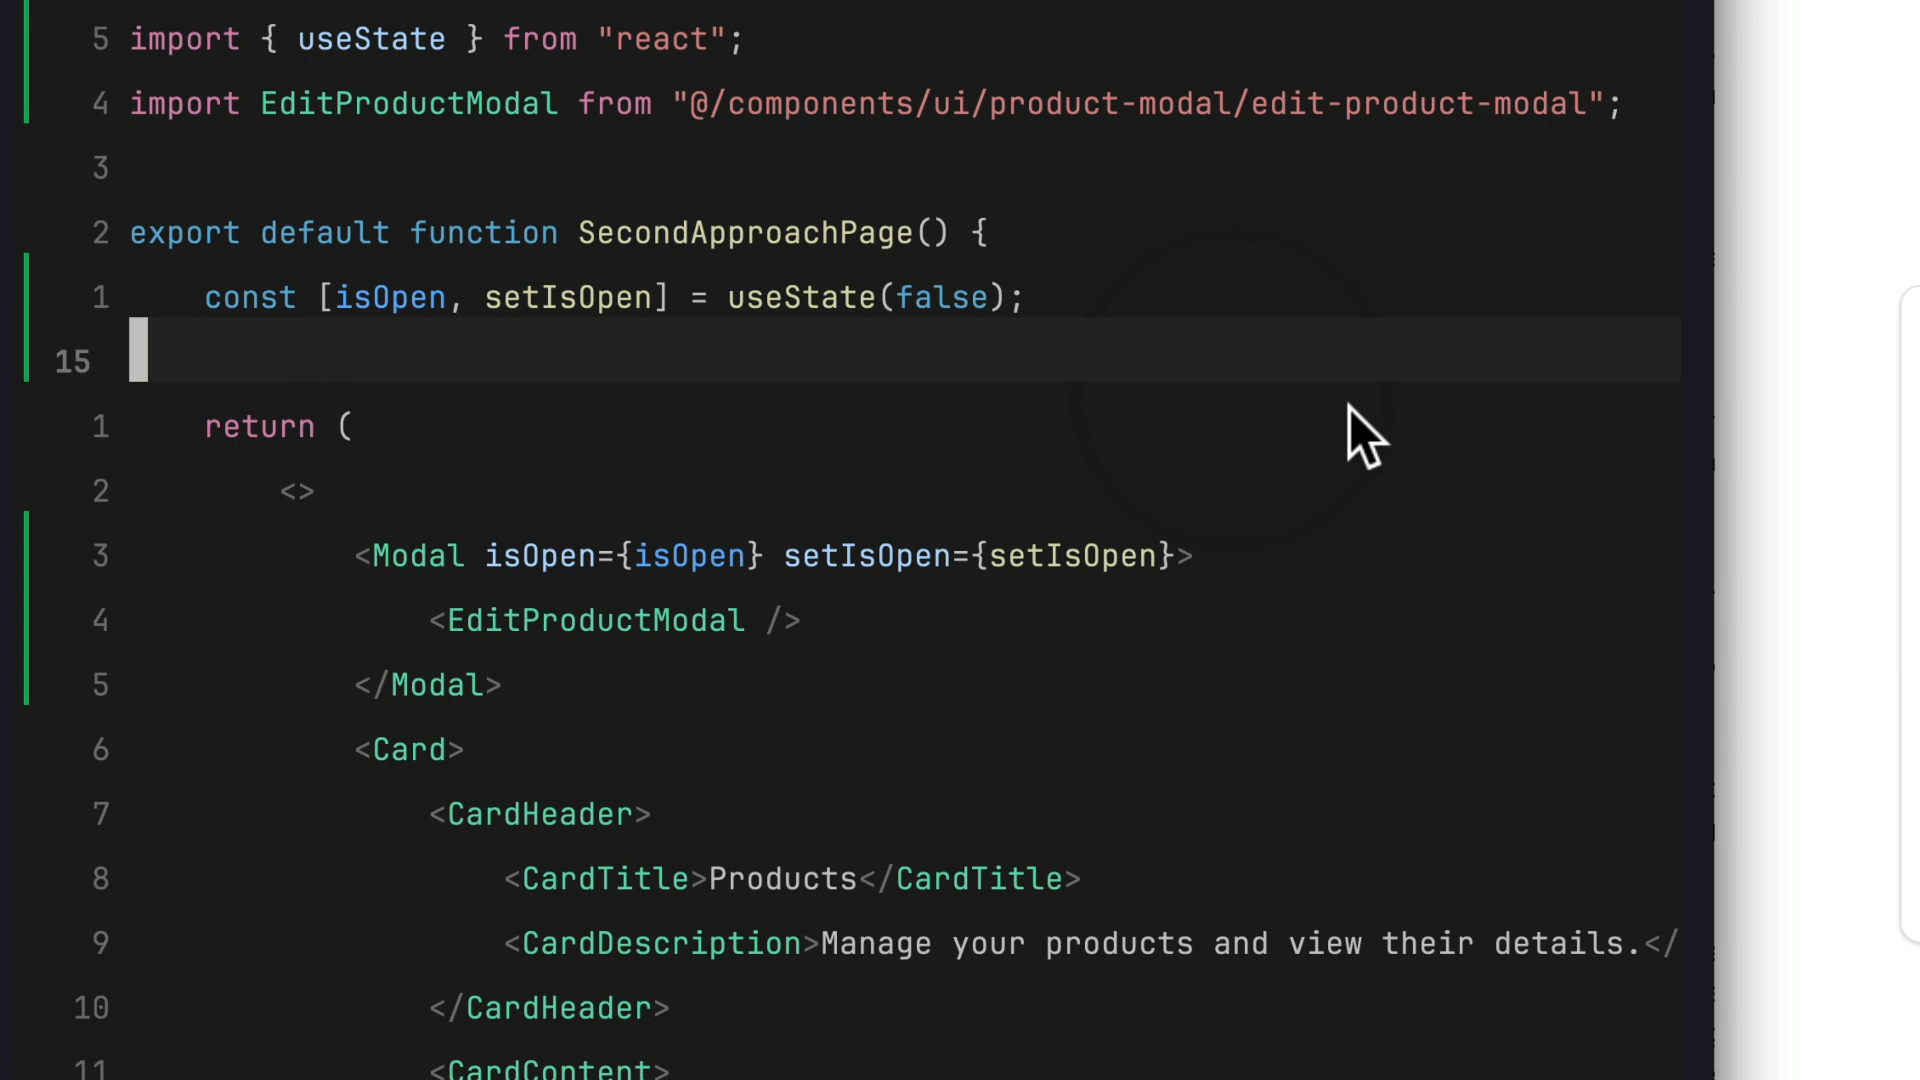 5 import { useState } from "react";
4 import EditProductModal from "@/components/ui/product-modal/edit-product-modal";
3
2 export default function SecondApproachPage() {
1     const [isOpen, setIsOpen] = useState(false);
15
1     return (
2         <>
3             <Modal isOpen={isOpen} setIsOpen={setIsOpen}>
4                 <EditProductModal />
5             </Modal>
6             <Card>
7                 <CardHeader>
8                     <CardTitle>Products</CardTitle>
9                     <CardDescription>Manage your products and view their details.</
10                 </CardHeader>
11                 <CardContent>